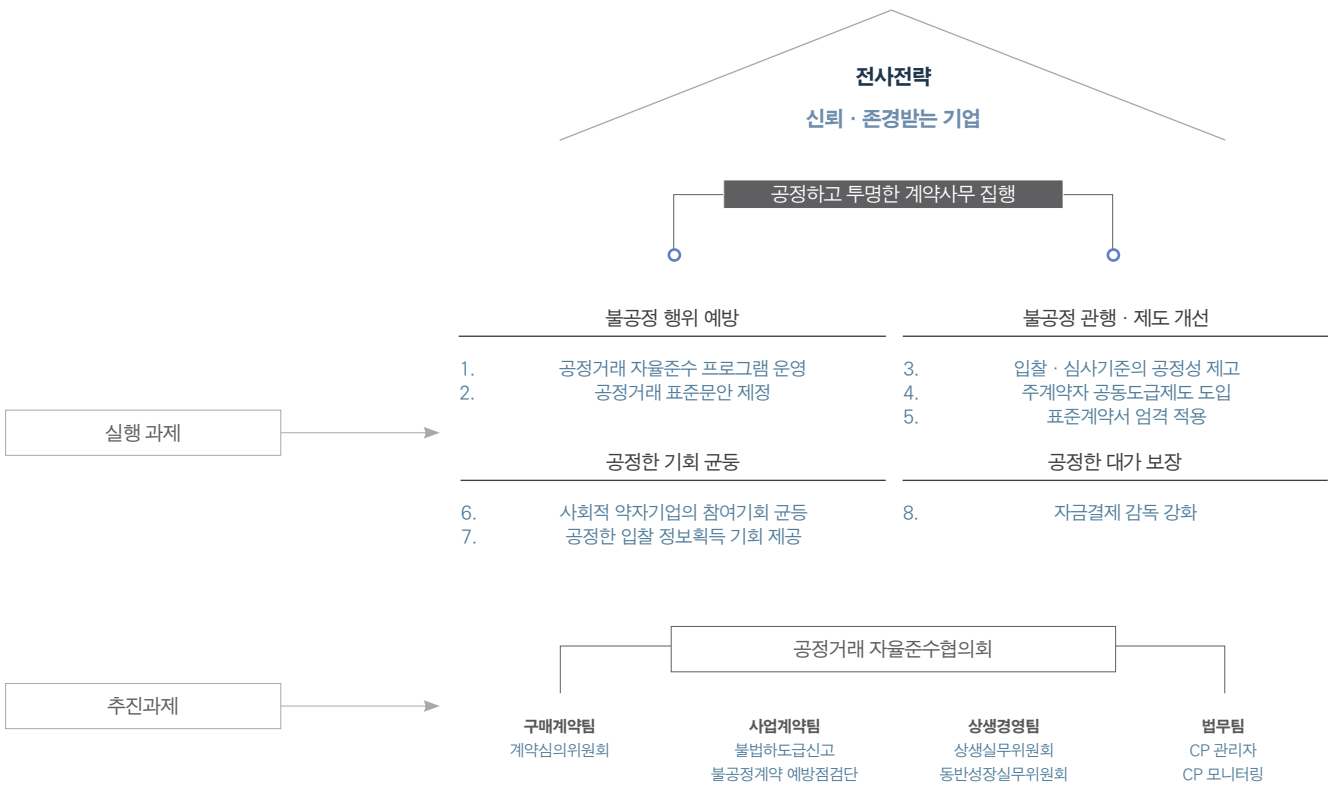 전사전략
신뢰 · 존경받는 기업
공정하고 투명한 계약사무 집행
불공정 행위 예방
1. 공정거래 자율준수 프로그램 운영
2. 공정거래 표준문안 제정
불공정 관행 · 제도 개선
3. 입찰 · 심사기준의 공정성 제고
4. 주계약자 공동도급제도 도입
5. 표준계약서 엄격 적용
실행 과제
공정한 기회 균둥
6. 사회적 약자기업의 참여기회 균등
7. 공정한 입찰 정보획득 기회 제공
공정한 대가 보장
8. 자금결제 감독 강화
공정거래 자율준수협의회
추진과제
구매계약팀
계약심의위원회
사업계약팀
불법하도급신고
불공정계약 예방점검단
상생경영팀
상생실무위원회
동반성장실무위원회
법무팀
CP 관리자
CP 모니터링